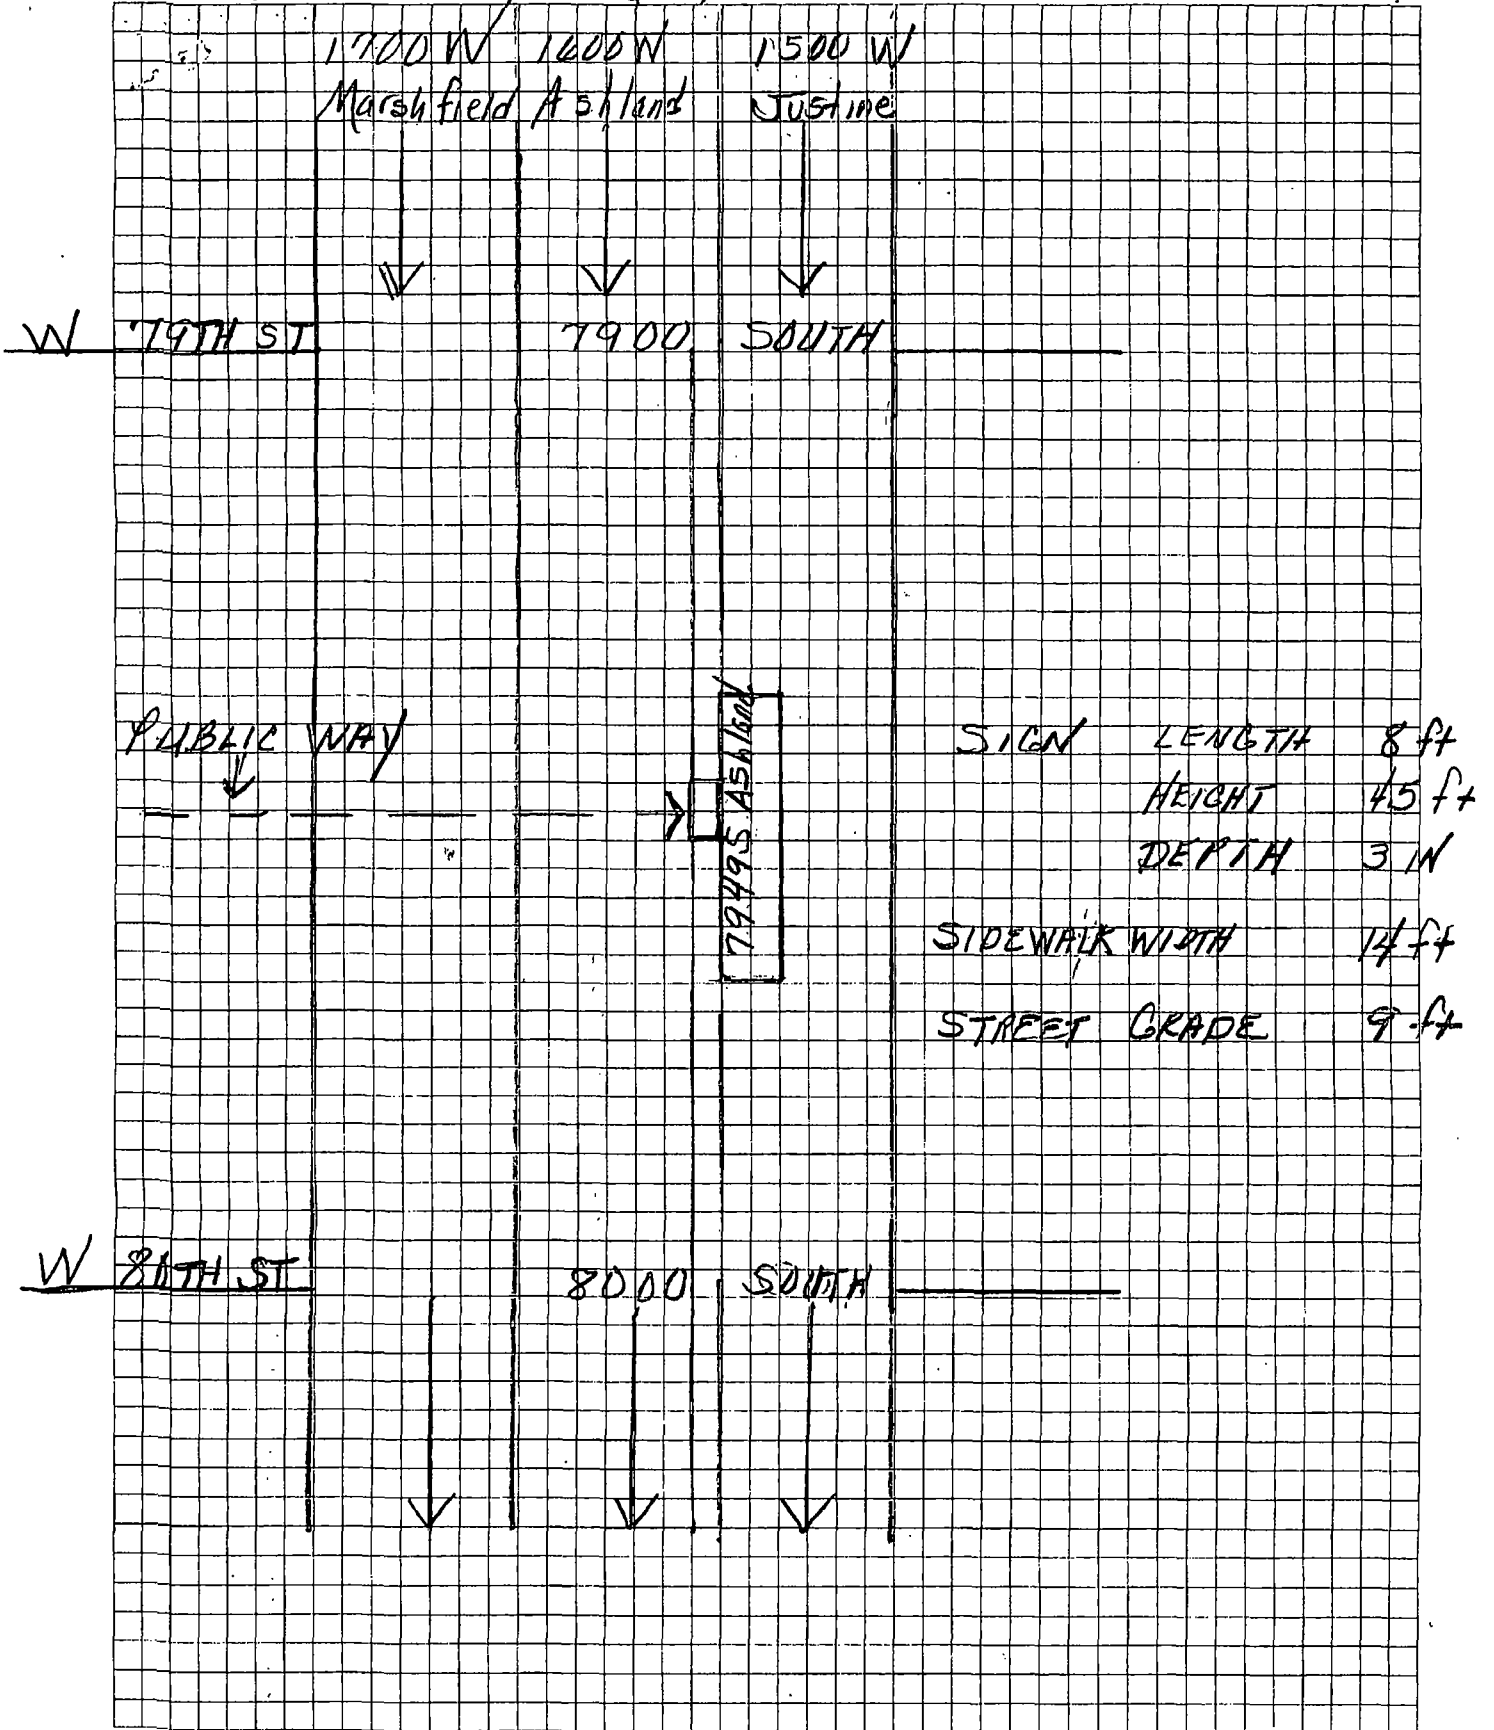 1700 W 1600 W 1500 W
Marshfield Ashland Justine
W 79TH ST 7900 SOUTH
PUBLIC WAY
7949 S Ashland
SIGN LENGTH 8 ft
HEIGHT 45 ft
DEPTH 3 IN
SIDEWALK WIDTH 14 ft
STREET GRADE 9 ft
W 80TH ST 8000 SOUTH